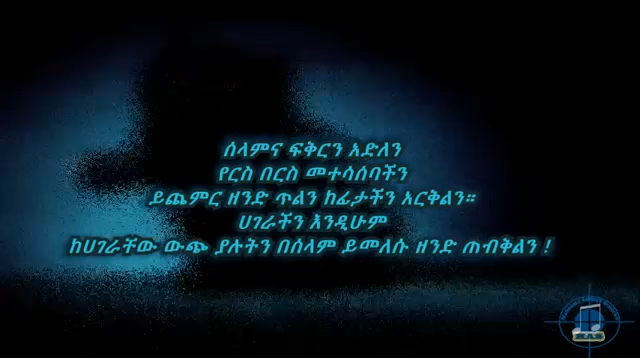 ሰላምና ፍቅርን አድለን
የርስ በርስ መተሳሰባችን
ይጨምር ዘንድ ጥልን ከፊታችን አርቅልን።
ሀገራችን እንዲሁም
ከሀገራቸው ውጭ ያሉትን በሰላም ይመለሱ ዘንድ ጠብቅልን !